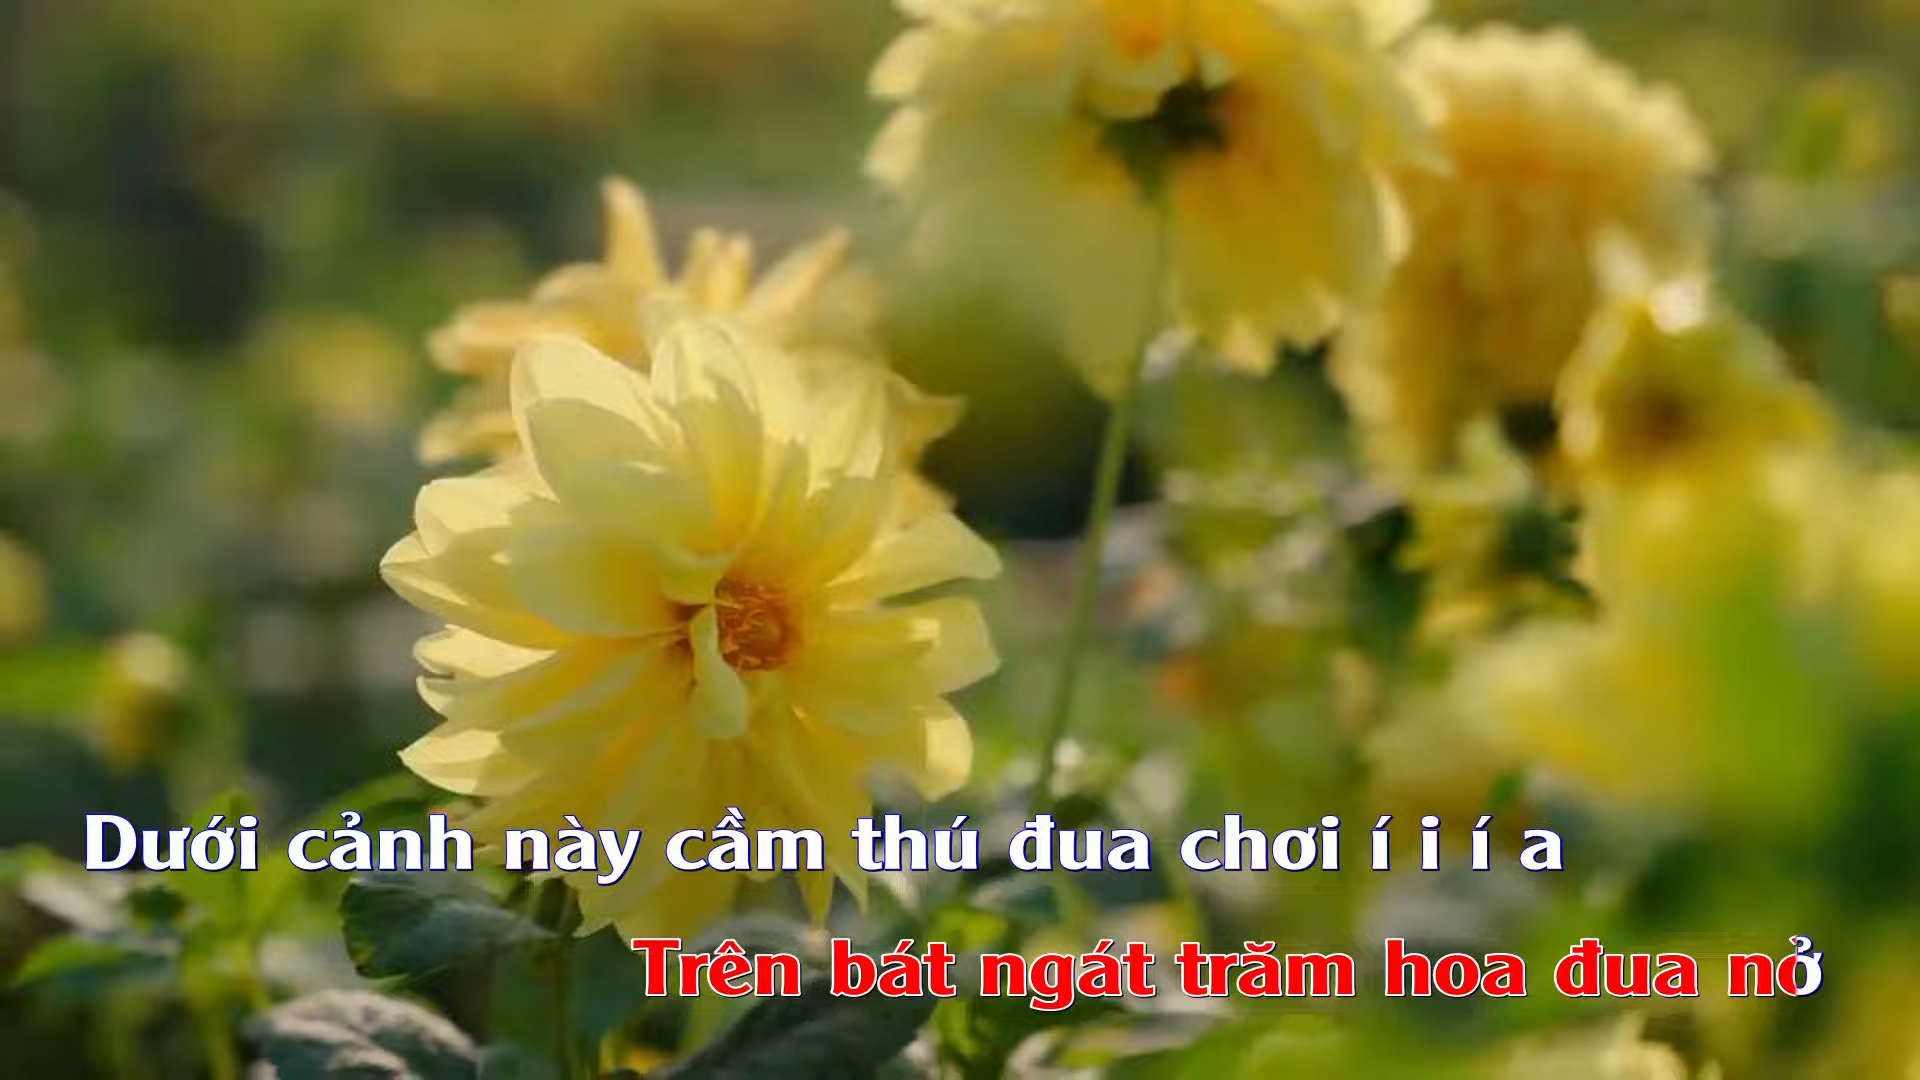 Dưới cảnh này cầm thú đua chơi í i í a
Trên bát ngát trăm hoa đua nở